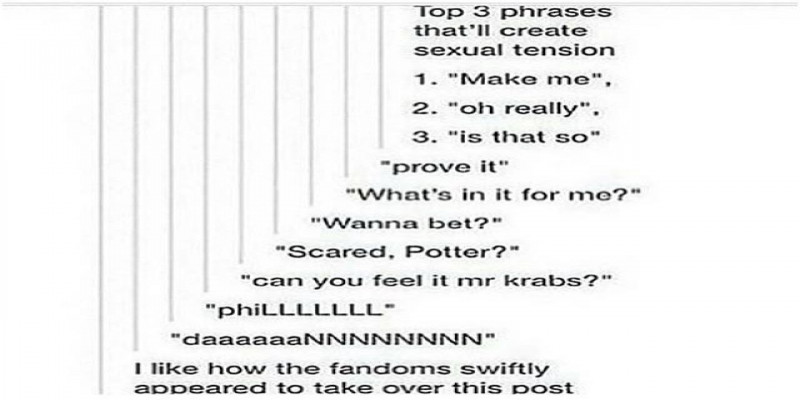 Top 3 phrases
that'll create
sexual tension
1. "Make me",
2. "oh really",
3. "is that so"
"prove it"
"What's in it for me?"
"Wanna bet?"
"Scared, Potter?"
"can you feel it mr krabs?"
"phiLLLLLLL"
"daaaaaaNNNNNNNNN"
I like how the fandoms swiftly
appeared to take over this post